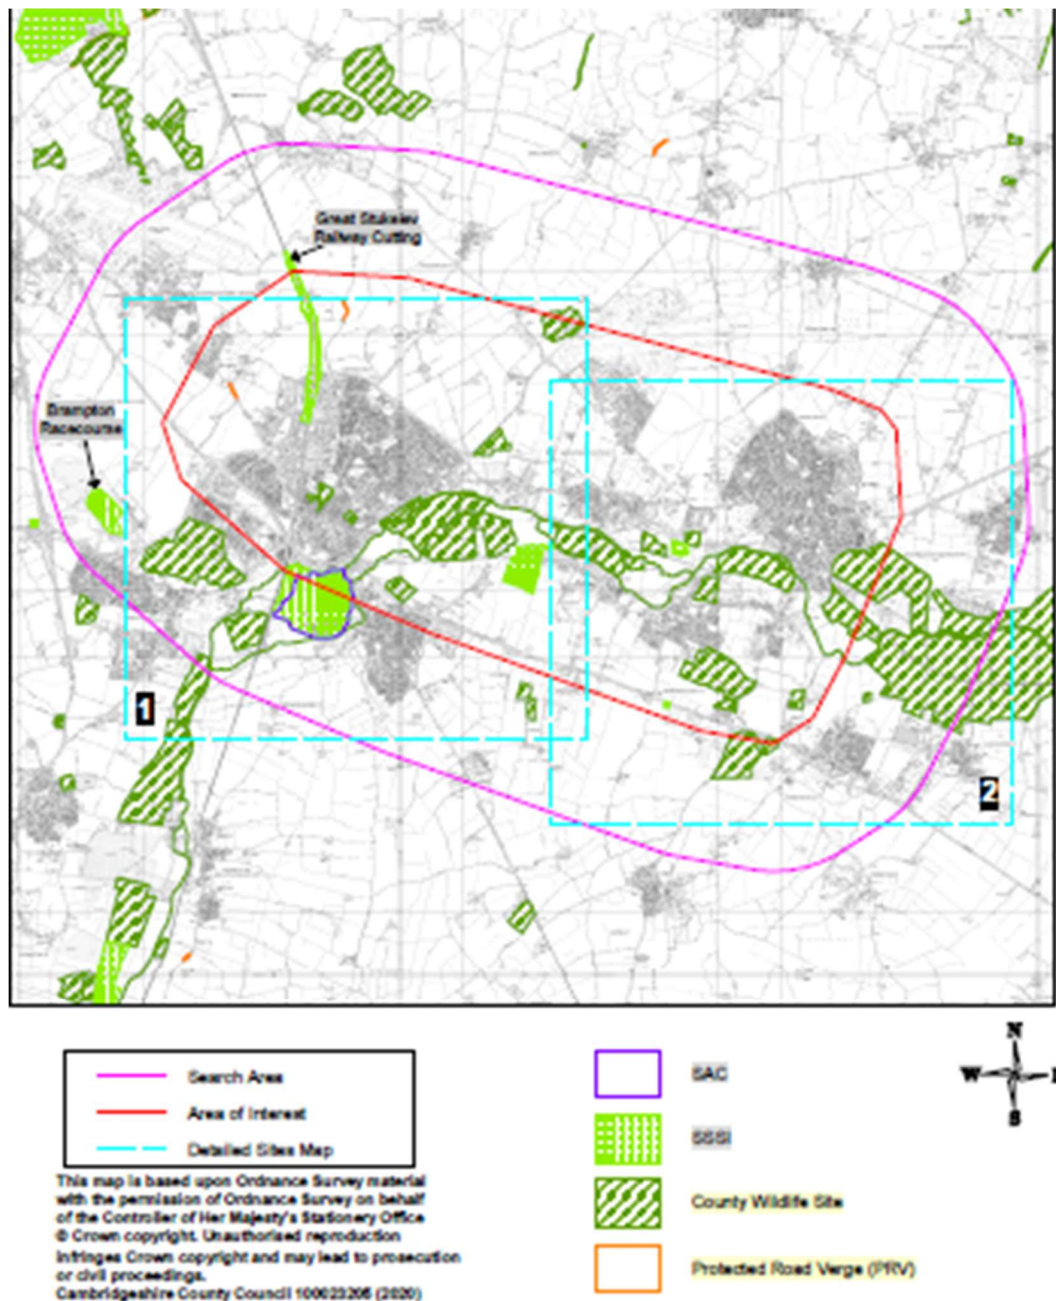 Great Stukeley
Railway Cutting
Brampton
Racecourse
1
2
Search Area
Area of Interest
Detailed Sites Map
This map is based upon Ordnance Survey material
with the permission of Ordnance Survey on behalf
of the Controller of Her Majesty's Stationery Office
© Crown copyright. Unauthorised reproduction
infringes Crown copyright and may lead to prosecution
or civil proceedings.
Cambridgeshire County Council 100023205 (2020)
SAC
SSSI
County Wildlife Site
Protected Road Verge (PRV)
N
W
S